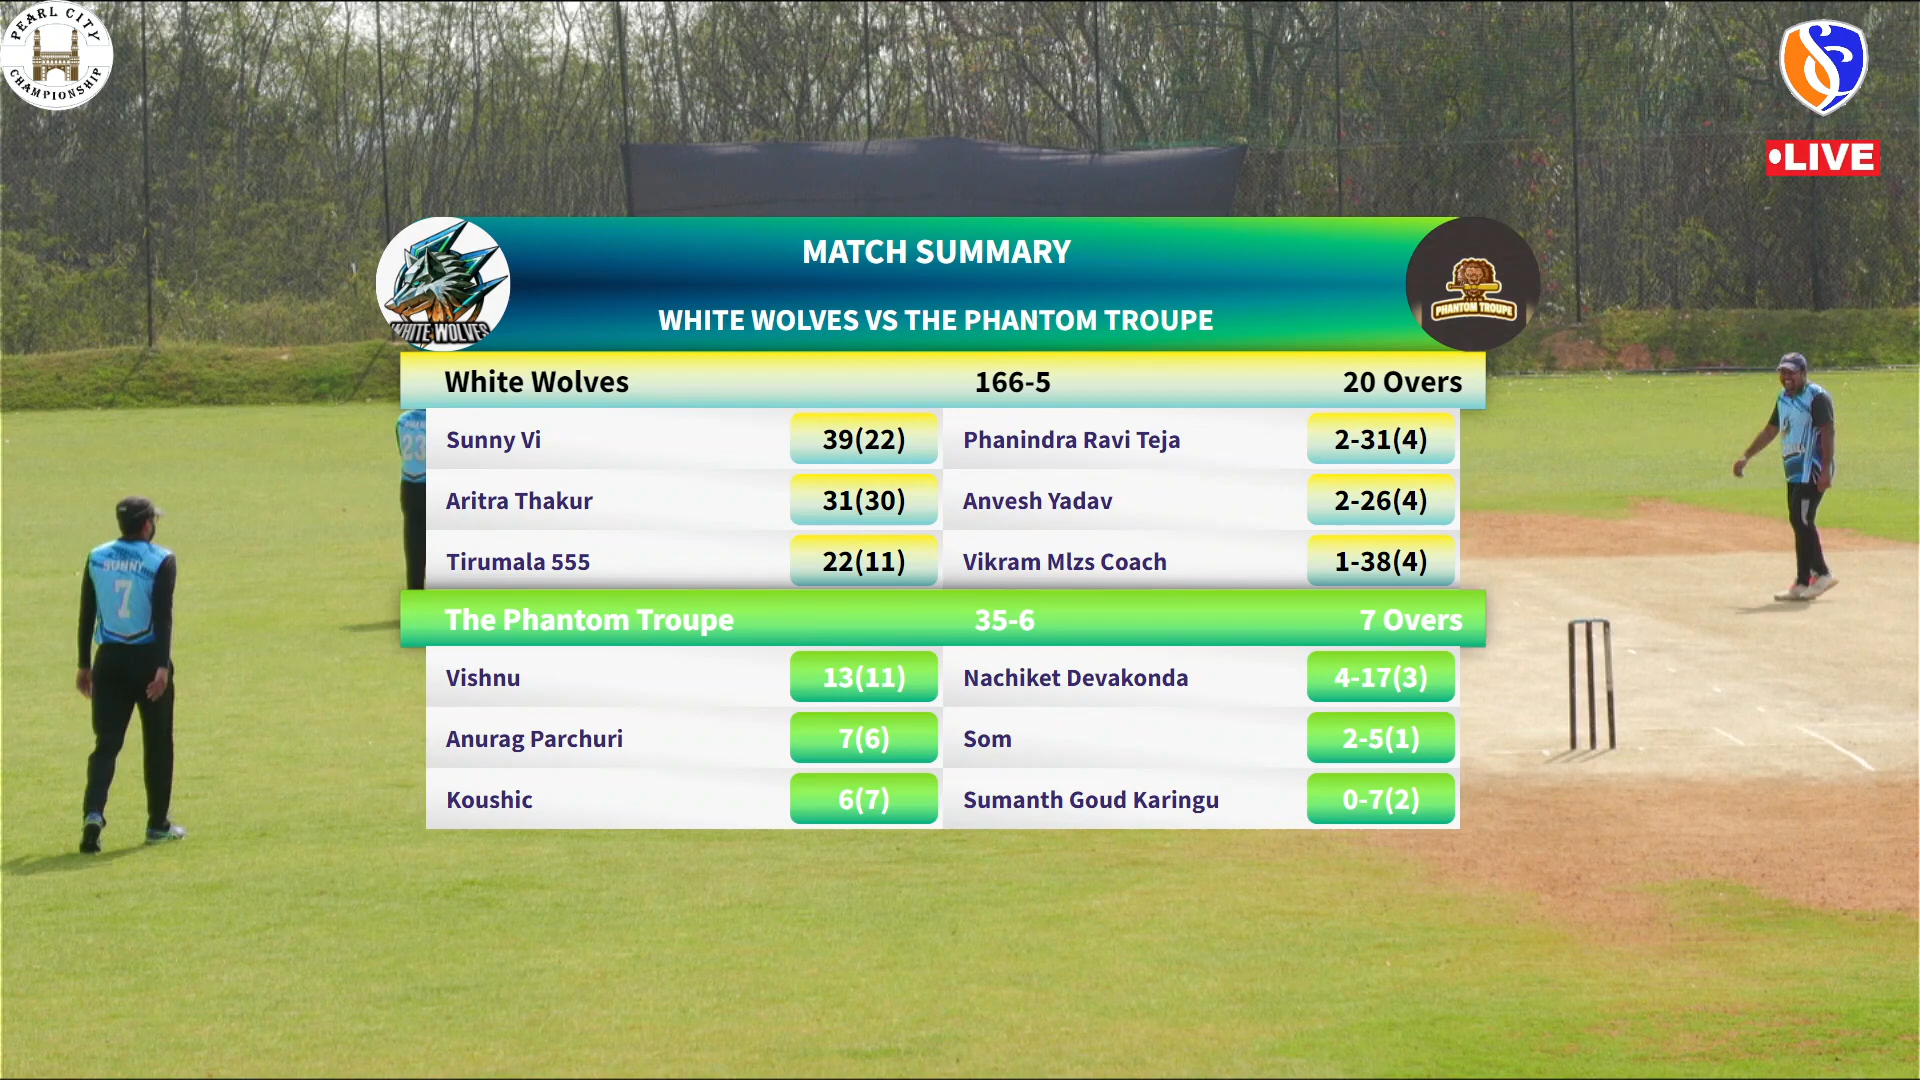 PEARL CITY
CHAMPIONSHIP
LIVE
MATCH SUMMARY
WHITE WOLVES VS THE PHANTOM TROUPE
WHITE WOLVES
TEAM
PHANTOM TROUPE
White Wolves 166-5 20 Overs
Sunny Vi 39(22) Phanindra Ravi Teja 2-31(4)
Aritra Thakur 31(30) Anvesh Yadav 2-26(4)
Tirumala 555 22(11) Vikram Mlzs Coach 1-38(4)
The Phantom Troupe 35-6 7 Overs
Vishnu 13(11) Nachiket Devakonda 4-17(3)
Anurag Parchuri 7(6) Som 2-5(1)
Koushic 6(7) Sumanth Goud Karingu 0-7(2)
23
SUNNY
7